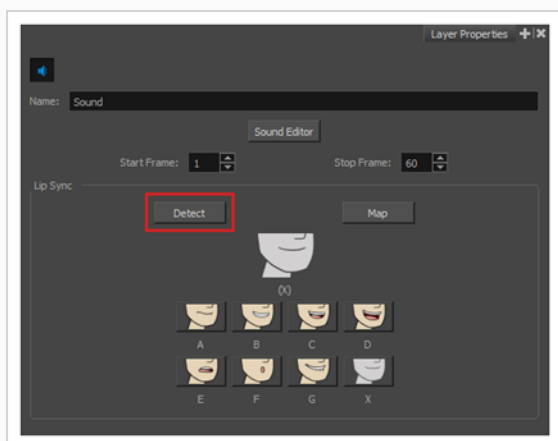 Layer Properties
Name: Sound
Sound Editor
Start Frame: 1 Stop Frame: 60
Lip Sync
Detect Map
(X)
A B C D
E F G X